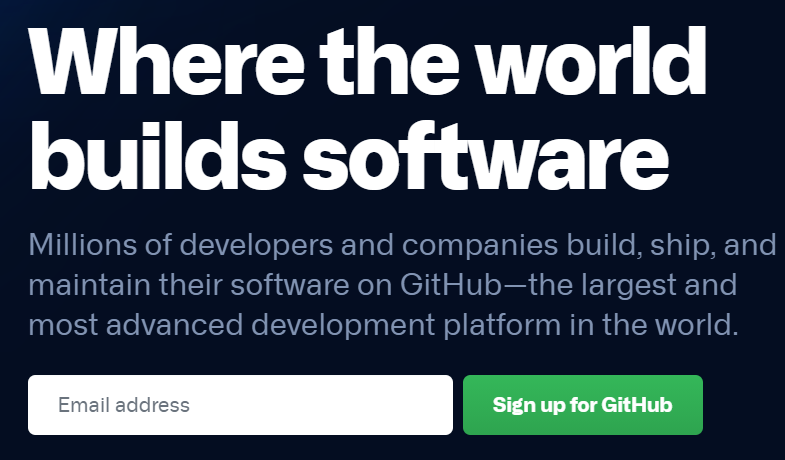 Where the world
builds software
Millions of developers and companies build, ship, and
maintain their software on GitHub—the largest and
most advanced development platform in the world.
Email address
Sign up for GitHub